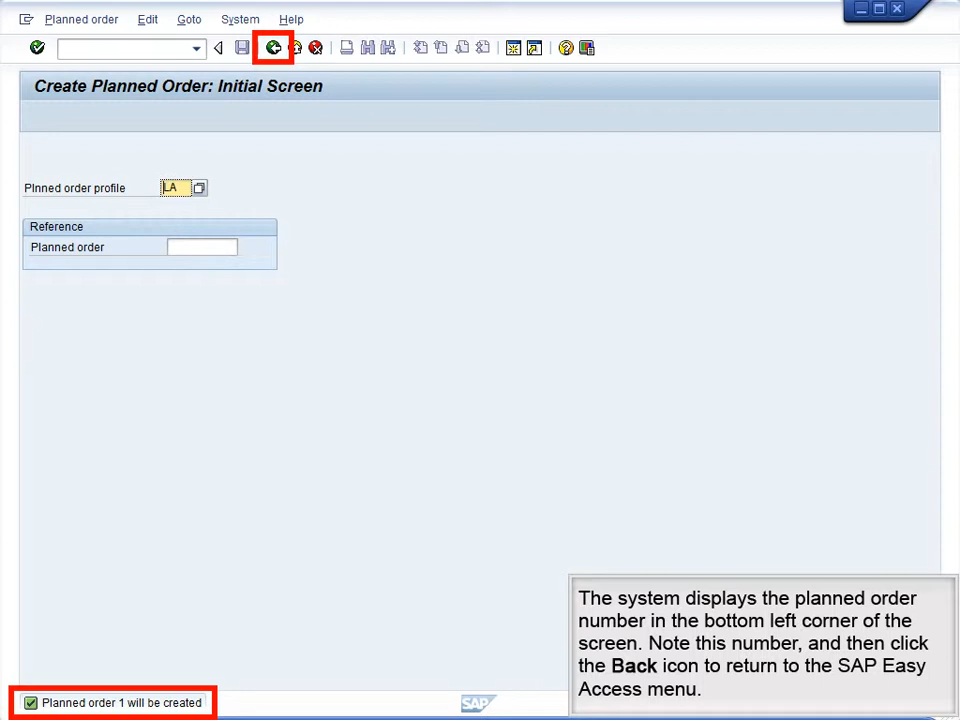 Planned order Edit Goto System Help
Create Planned Order: Initial Screen
Plnned order profile LA
Reference
Planned order
The system displays the planned order
number in the bottom left corner of the
screen. Note this number, and then click
the Back icon to return to the SAP Easy
Access menu.
Planned order 1 will be created
SAP